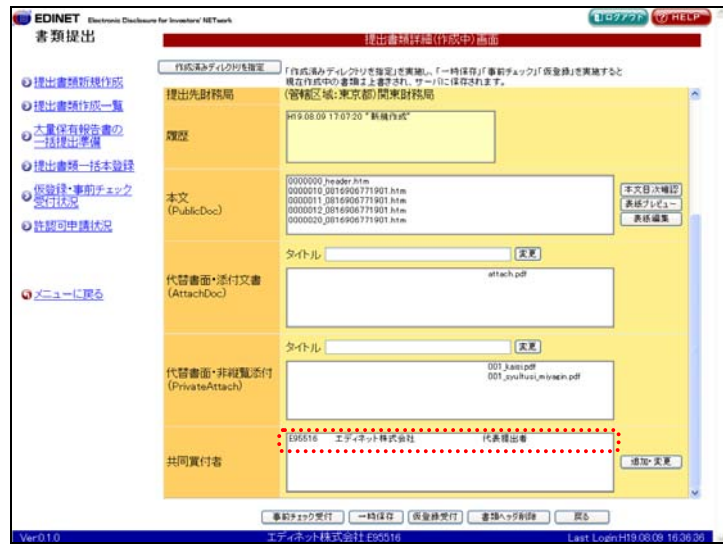 EDINET Electronic Disclosure for Investors' NETwork
ログアウト
HELP
書類提出
提出書類詳細(作成中)画面
作成済みディレクトリを指定
「作成済みディレクトリを指定」を実施し、「一時保存」「事前チェック」「仮登録」を実施すると
現在作成中の書類は上書きされ、サーバに保存されます。
提出書類新規作成
提出書類作成一覧
大量保有報告書の
一括提出準備
提出書類一括本登録
仮登録・事前チェック
受付状況
許認可申請状況
メニューに戻る
提出先財務局
(管轄区域:東京都)関東財務局
履歴
H19.08.09 17:07:20 "新規作成"
本文
(PublicDoc)
0000000_header.htm
0000010_0816906771901.htm
0000011_0816906771901.htm
0000012_0816906771901.htm
0000020_0816906771901.htm
本文目次確認
表紙プレビュー
表紙編集
代替書面・添付文書
(AttachDoc)
タイトル
変更
attach.pdf
代替書面・非縦覧添付
(PrivateAttach)
タイトル
変更
001_kaisi.pdf
001_syultusi_miyagin.pdf
共同買付者
E95516 エディネット株式会社 代表提出者
追加・変更
事前チェック受付
一時保存
仮登録受付
書類ヘッダ削除
戻る
Ver0.1.0
エディネット株式会社 E95516
Last Login:H19.08.09 16:36:36